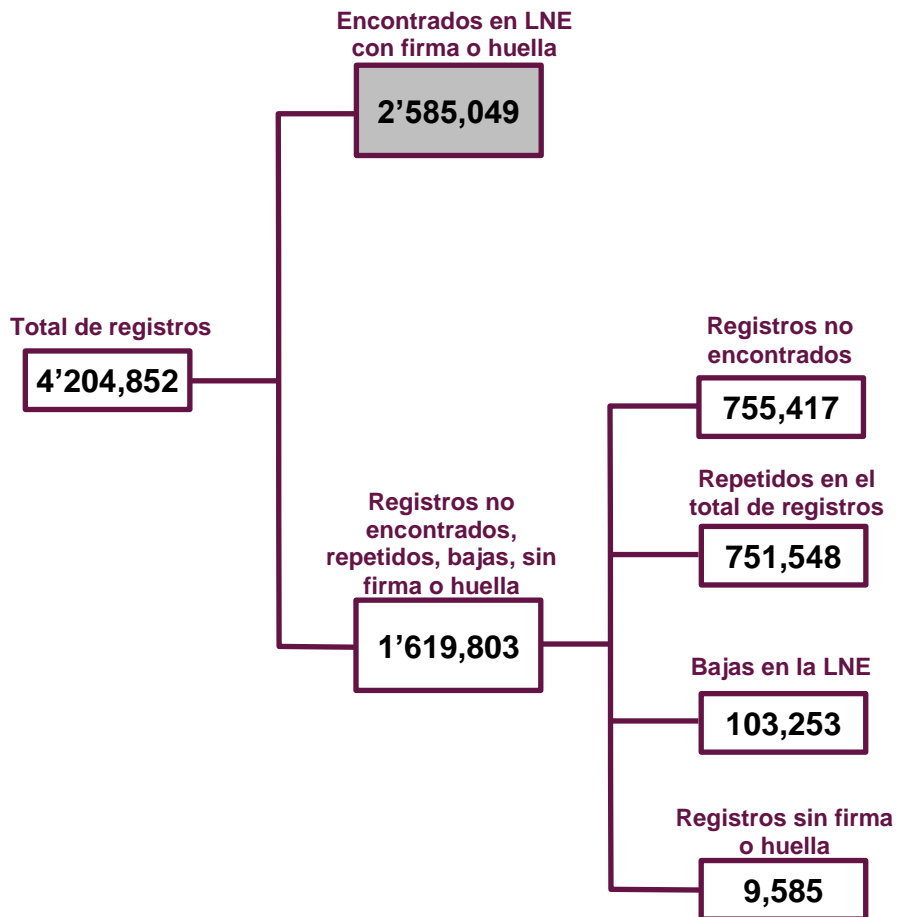 Encontrados en LNE
con firma o huella
2’585,049
Total de registros
4’204,852
Registros no
encontrados,
repetidos, bajas, sin
firma o huella
1’619,803
Registros no
encontrados
755,417
Repetidos en el
total de registros
751,548
Bajas en la LNE
103,253
Registros sin firma
o huella
9,585